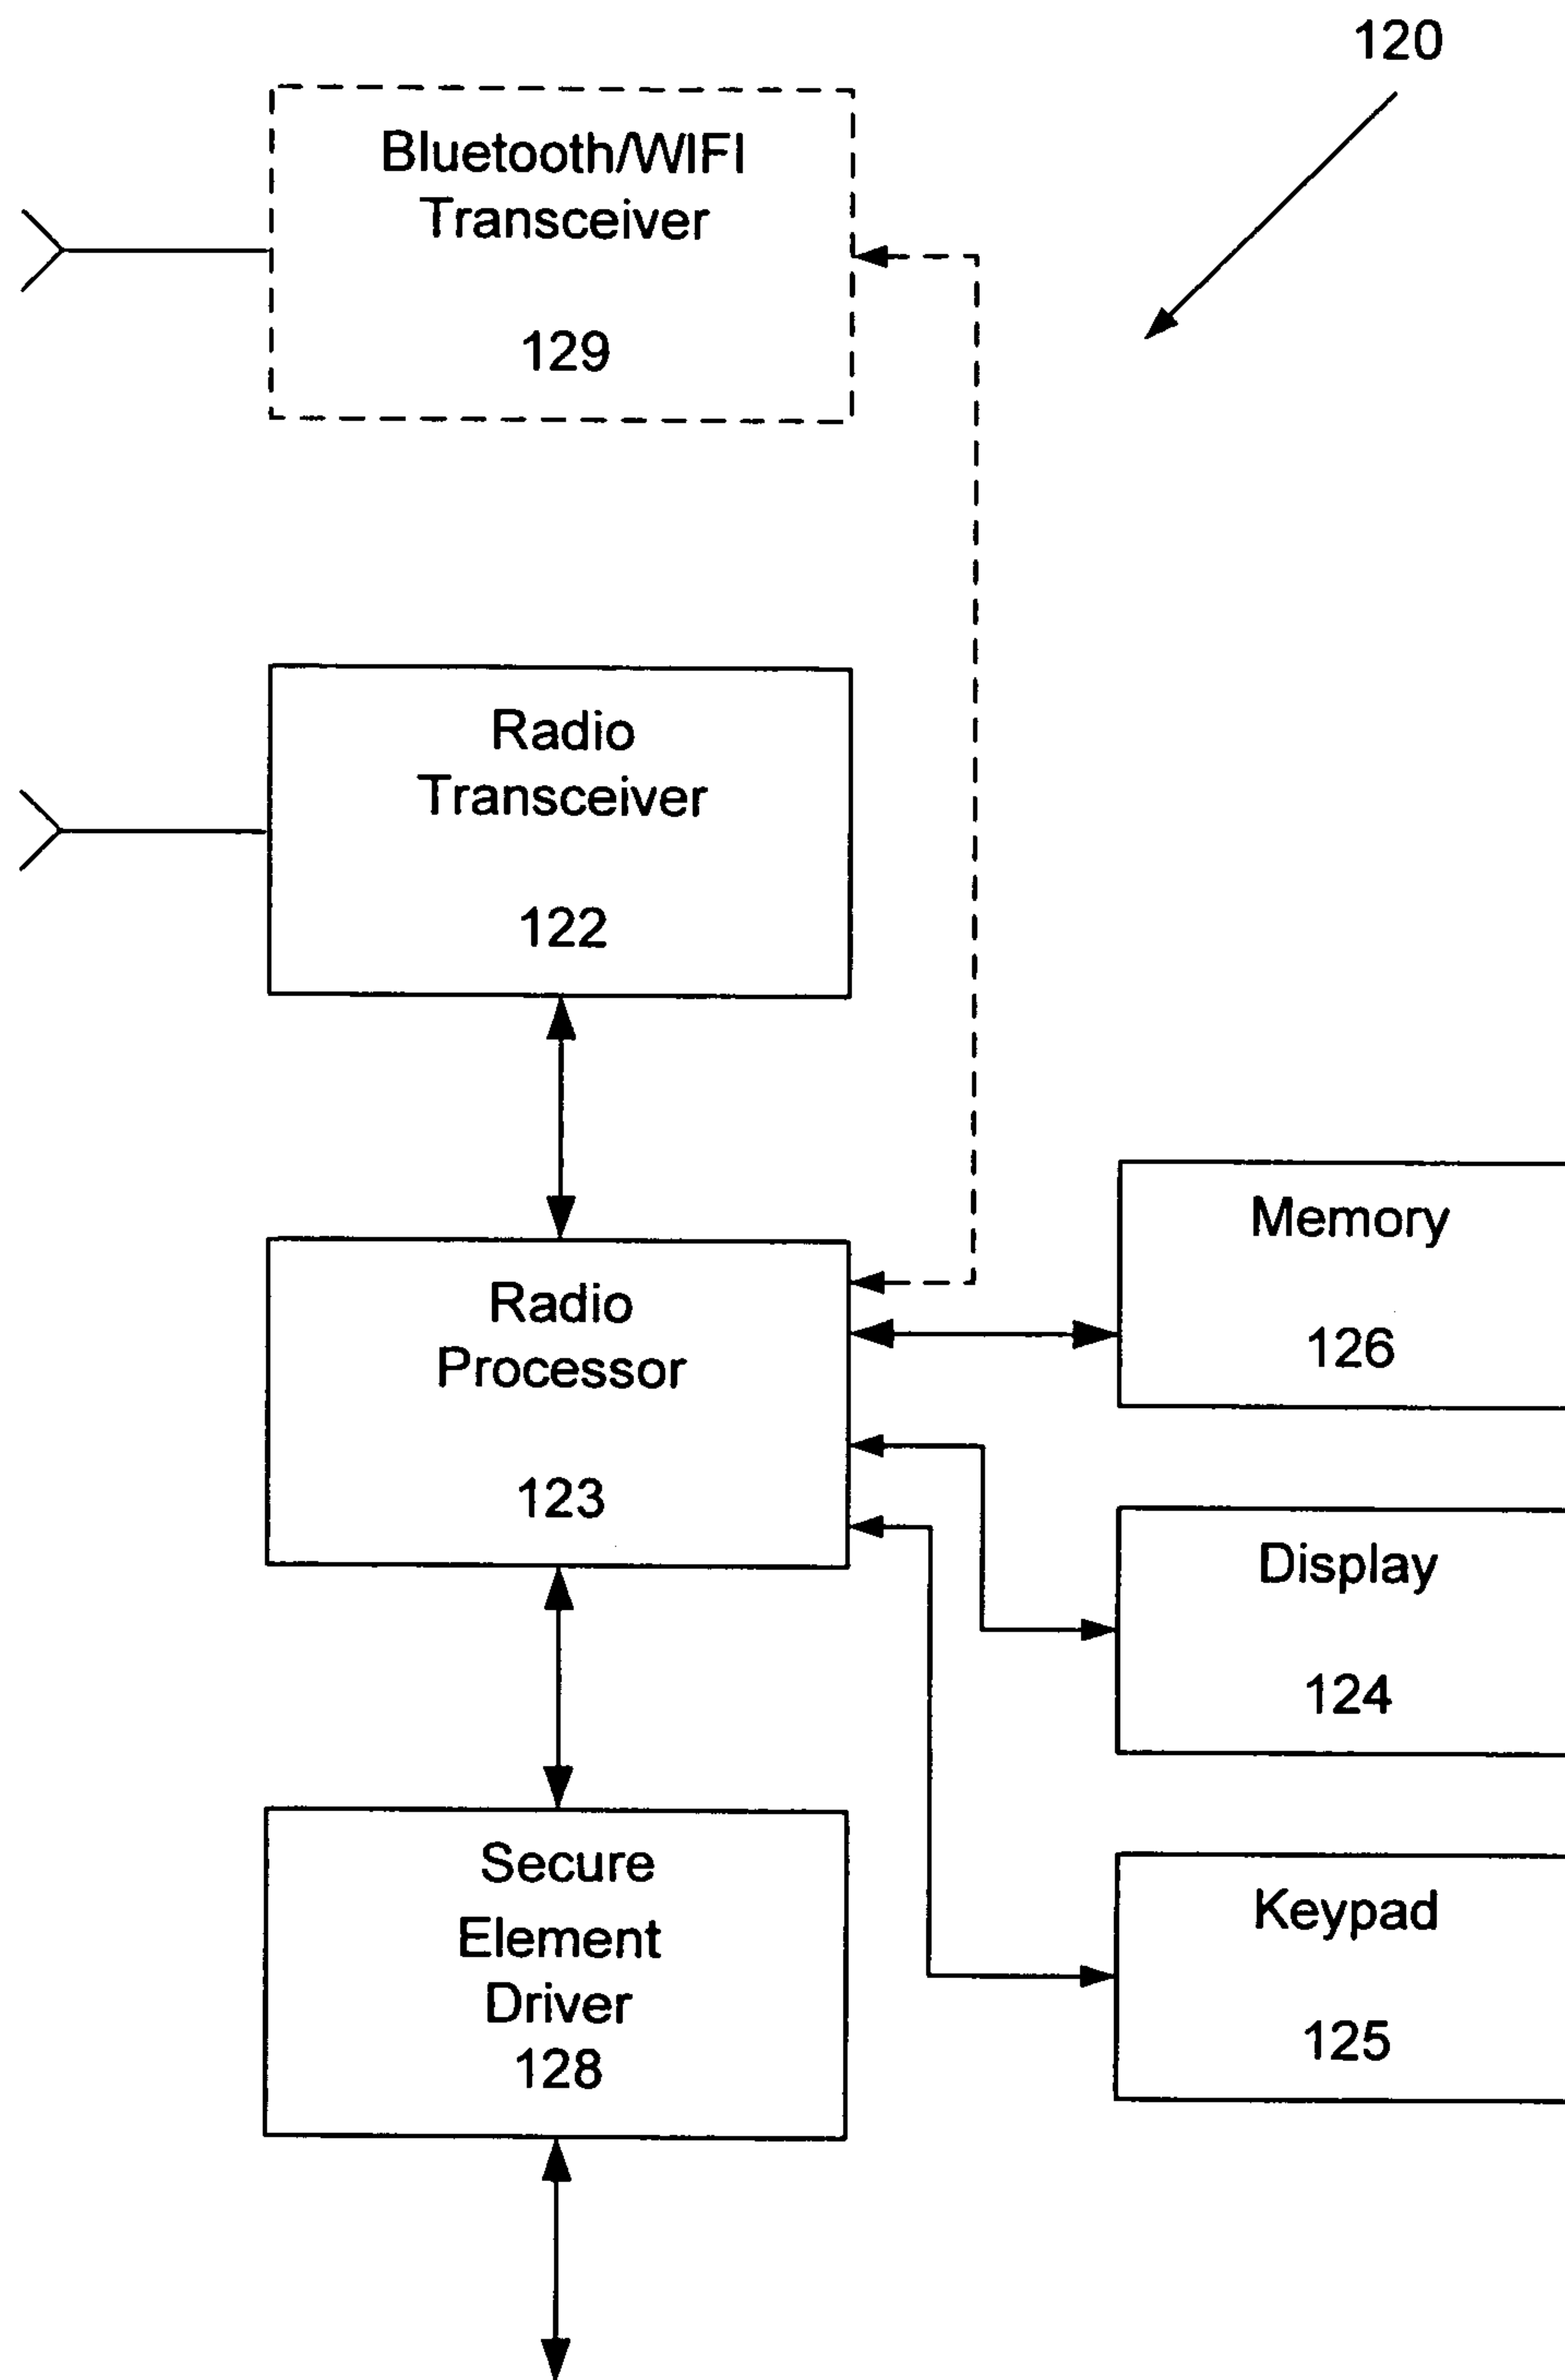 120
Bluetooth/WIFI
Transceiver
129
Radio
Transceiver
122
Radio
Processor
123
Memory
126
Display
124
Secure
Element
Driver
128
Keypad
125